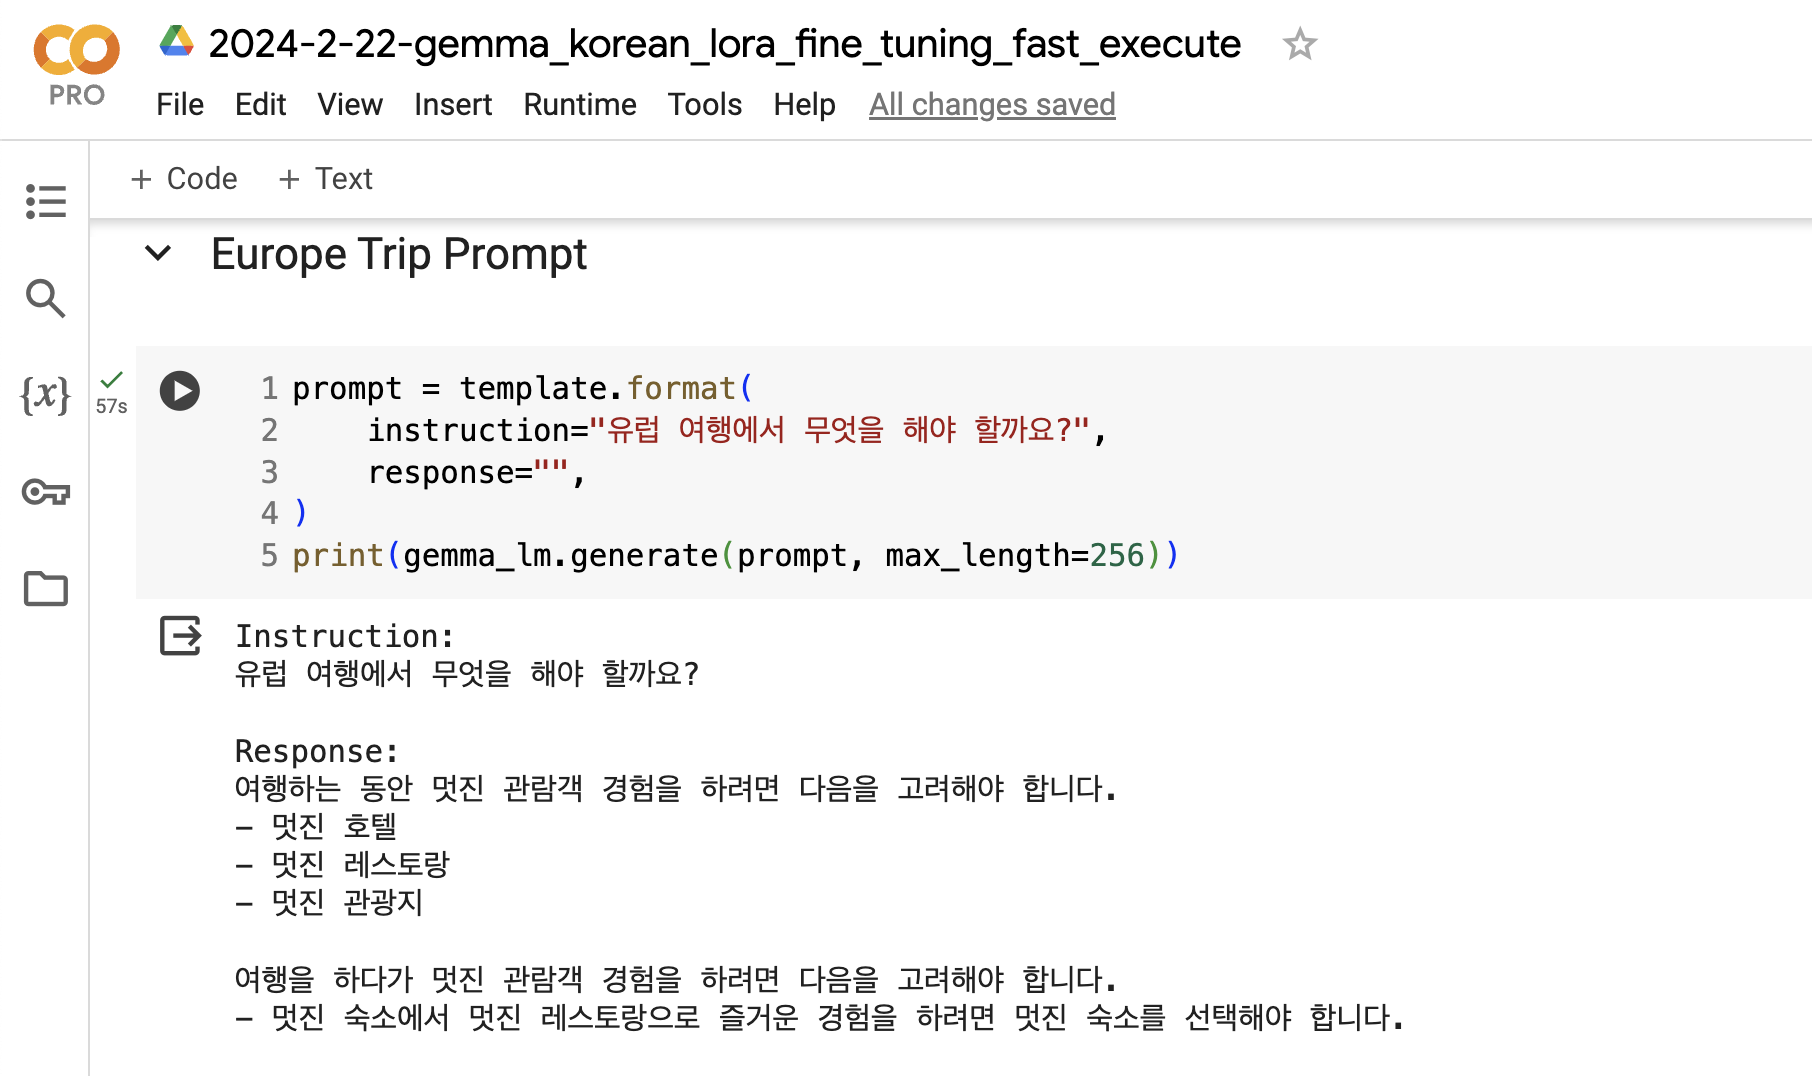 2024-2-22-gemma_korean_lora_fine_tuning_fast_execute
PRO
File Edit View Insert Runtime Tools Help All changes saved
+ Code + Text
Europe Trip Prompt
{x}
57s
1 prompt = template.format(
2     instruction="유럽 여행에서 무엇을 해야 할까요?",
3     response="",
4 )
5 print(gemma_lm.generate(prompt, max_length=256))
Instruction:
유럽 여행에서 무엇을 해야 할까요?
Response:
여행하는 동안 멋진 관람객 경험을 하려면 다음을 고려해야 합니다.
– 멋진 호텔
– 멋진 레스토랑
– 멋진 관광지
여행을 하다가 멋진 관람객 경험을 하려면 다음을 고려해야 합니다.
– 멋진 숙소에서 멋진 레스토랑으로 즐거운 경험을 하려면 멋진 숙소를 선택해야 합니다.